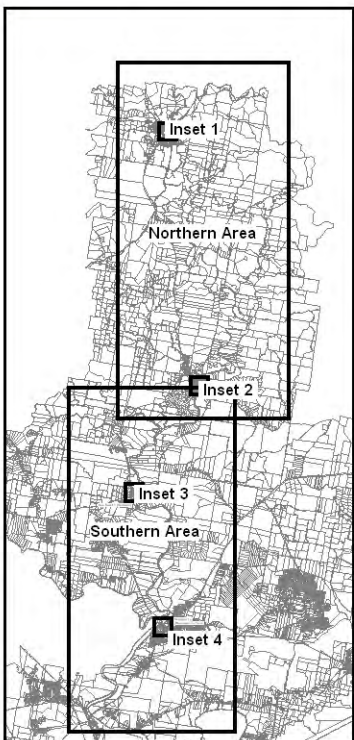 Inset 1
Northern Area
Inset 2
Inset 3
Southern Area
Inset 4